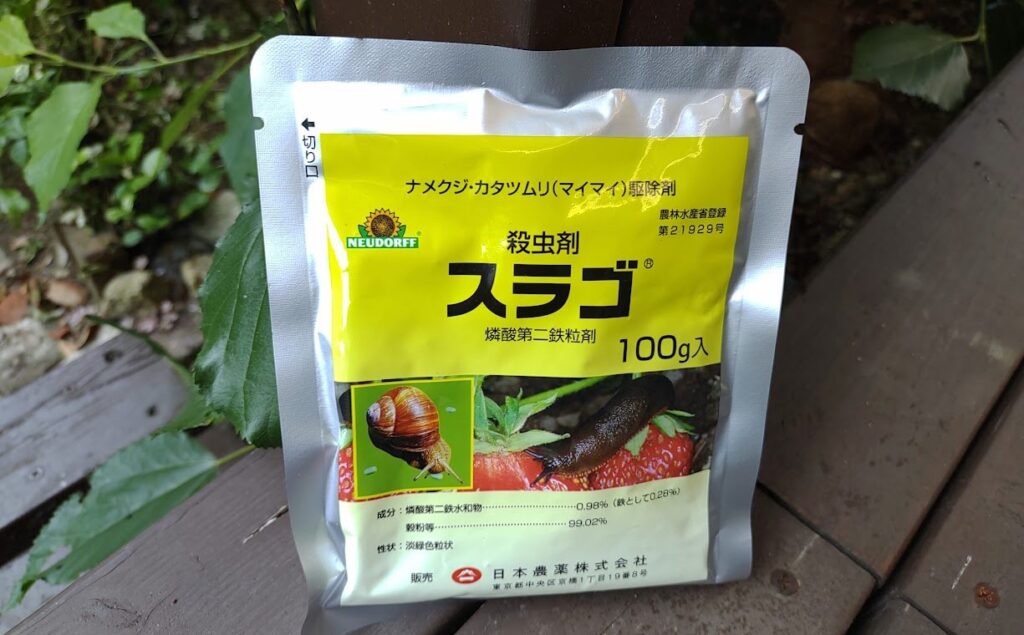 切り口
ナメクジ・カタツムリ(マイマイ)駆除剤
農林水産省登録
第21929号
NEUDORFF®
殺虫剤
スラゴ®
燐酸第二鉄粒剤
100g入
成分：燐酸第二鉄水和物………0.98%（鉄として0.28%）
穀粉等………99.02%
性状：淡緑色粒状
販売 日本農薬株式会社
東京都中央区京橋1丁目19番8号